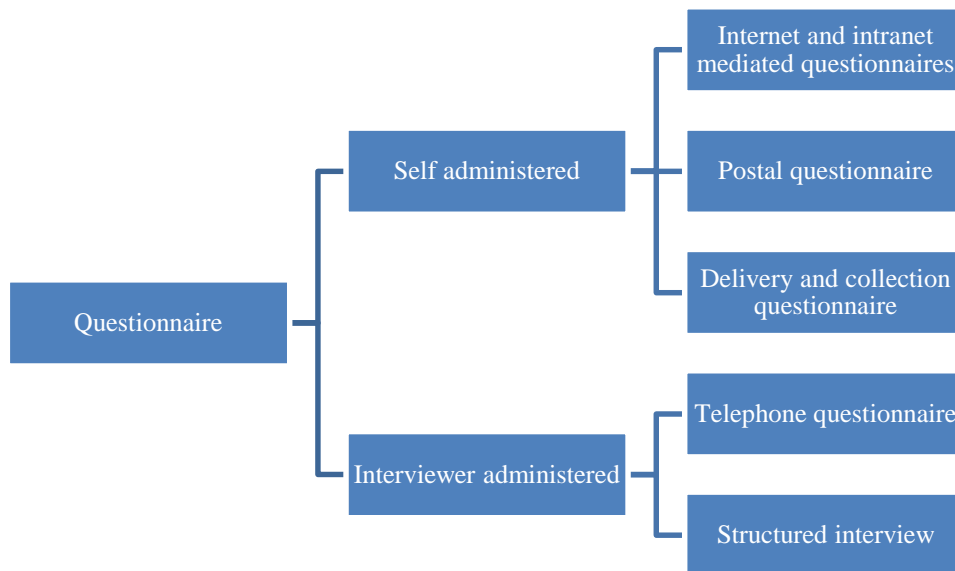 Internet and intranet
mediated questionnaires
Self administered
Postal questionnaire
Delivery and collection
questionnaire
Questionnaire
Telephone questionnaire
Interviewer administered
Structured interview